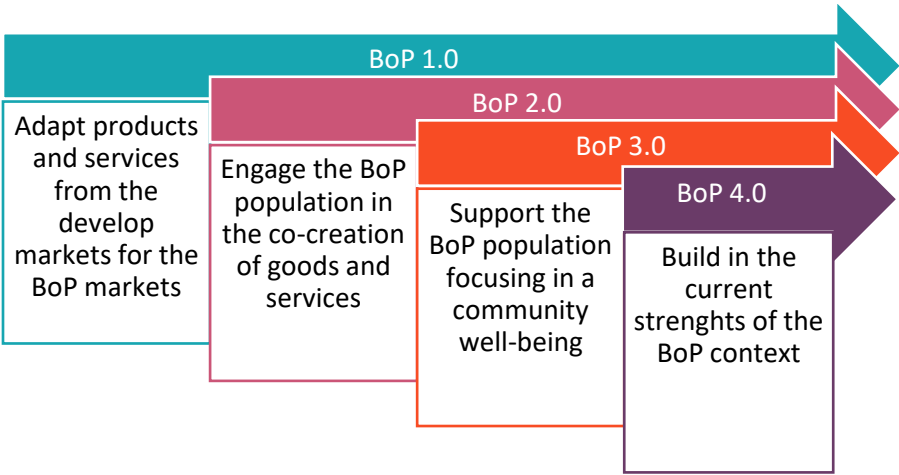 BoP 1.0
Adapt products
and services
from the
develop
markets for the
BoP markets
BoP 2.0
Engage the BoP
population in
the co-creation
of goods and
services
BoP 3.0
Support the
BoP population
focusing in a
community
well-being
BoP 4.0
Build in the
current
strenghts of the
BoP context